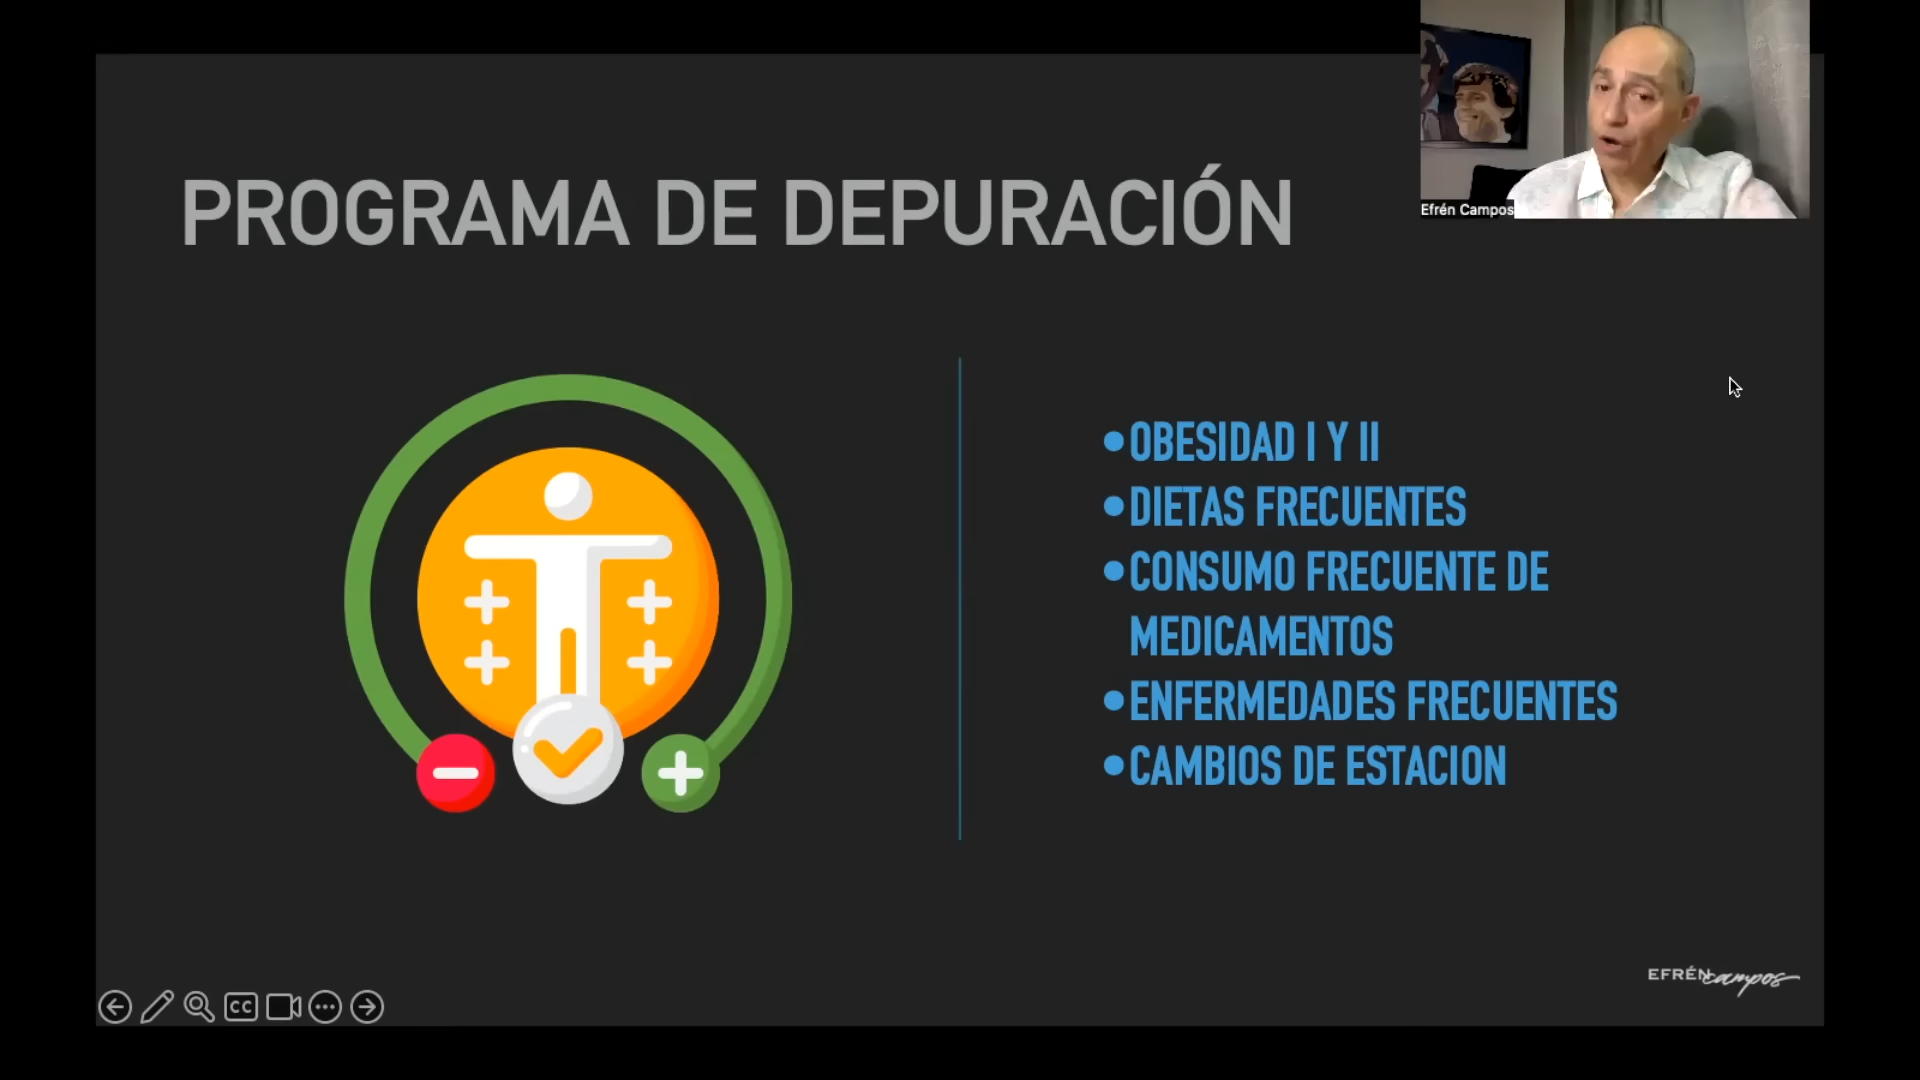 PROGRAMA DE DEPURACIÓN
Efrén Campos
•OBESIDAD I Y II
•DIETAS FRECUENTES
•CONSUMO FRECUENTE DE
MEDICAMENTOS
•ENFERMEDADES FRECUENTES
•CAMBIOS DE ESTACION
EFRÉN campos
CC